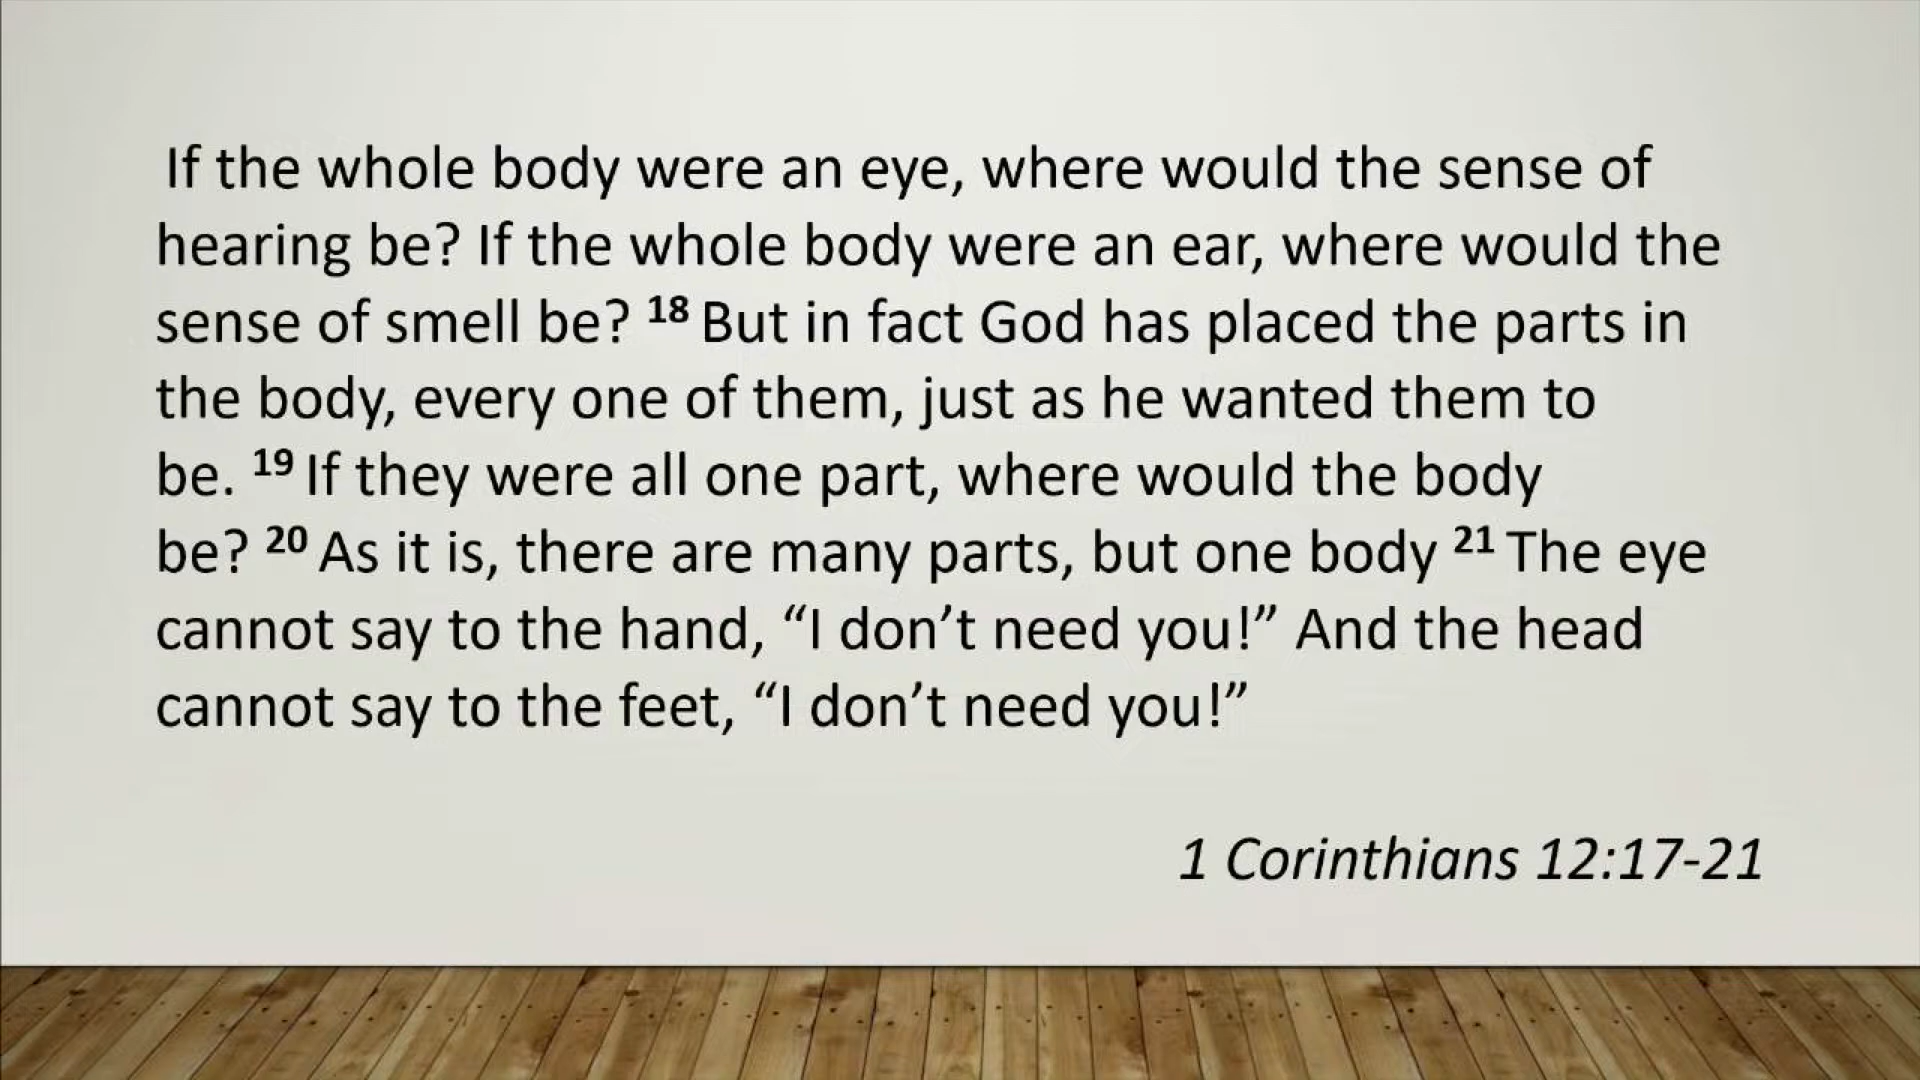 If the whole body were an eye, where would the sense of
hearing be? If the whole body were an ear, where would the
sense of smell be? 18 But in fact God has placed the parts in
the body, every one of them, just as he wanted them to
be. 19 If they were all one part, where would the body
be? 20 As it is, there are many parts, but one body 21 The eye
cannot say to the hand, “I don’t need you!” And the head
cannot say to the feet, “I don’t need you!”
1 Corinthians 12:17-21